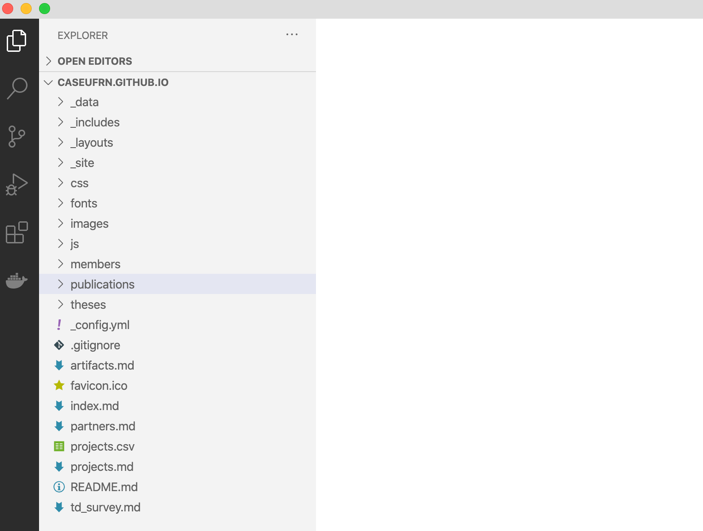 EXPLORER
OPEN EDITORS
CASEUFRN.GITHUB.IO
_data
_includes
_layouts
_site
css
fonts
images
js
members
publications
theses
_config.yml
.gitignore
artifacts.md
favicon.ico
index.md
partners.md
projects.csv
projects.md
README.md
td_survey.md